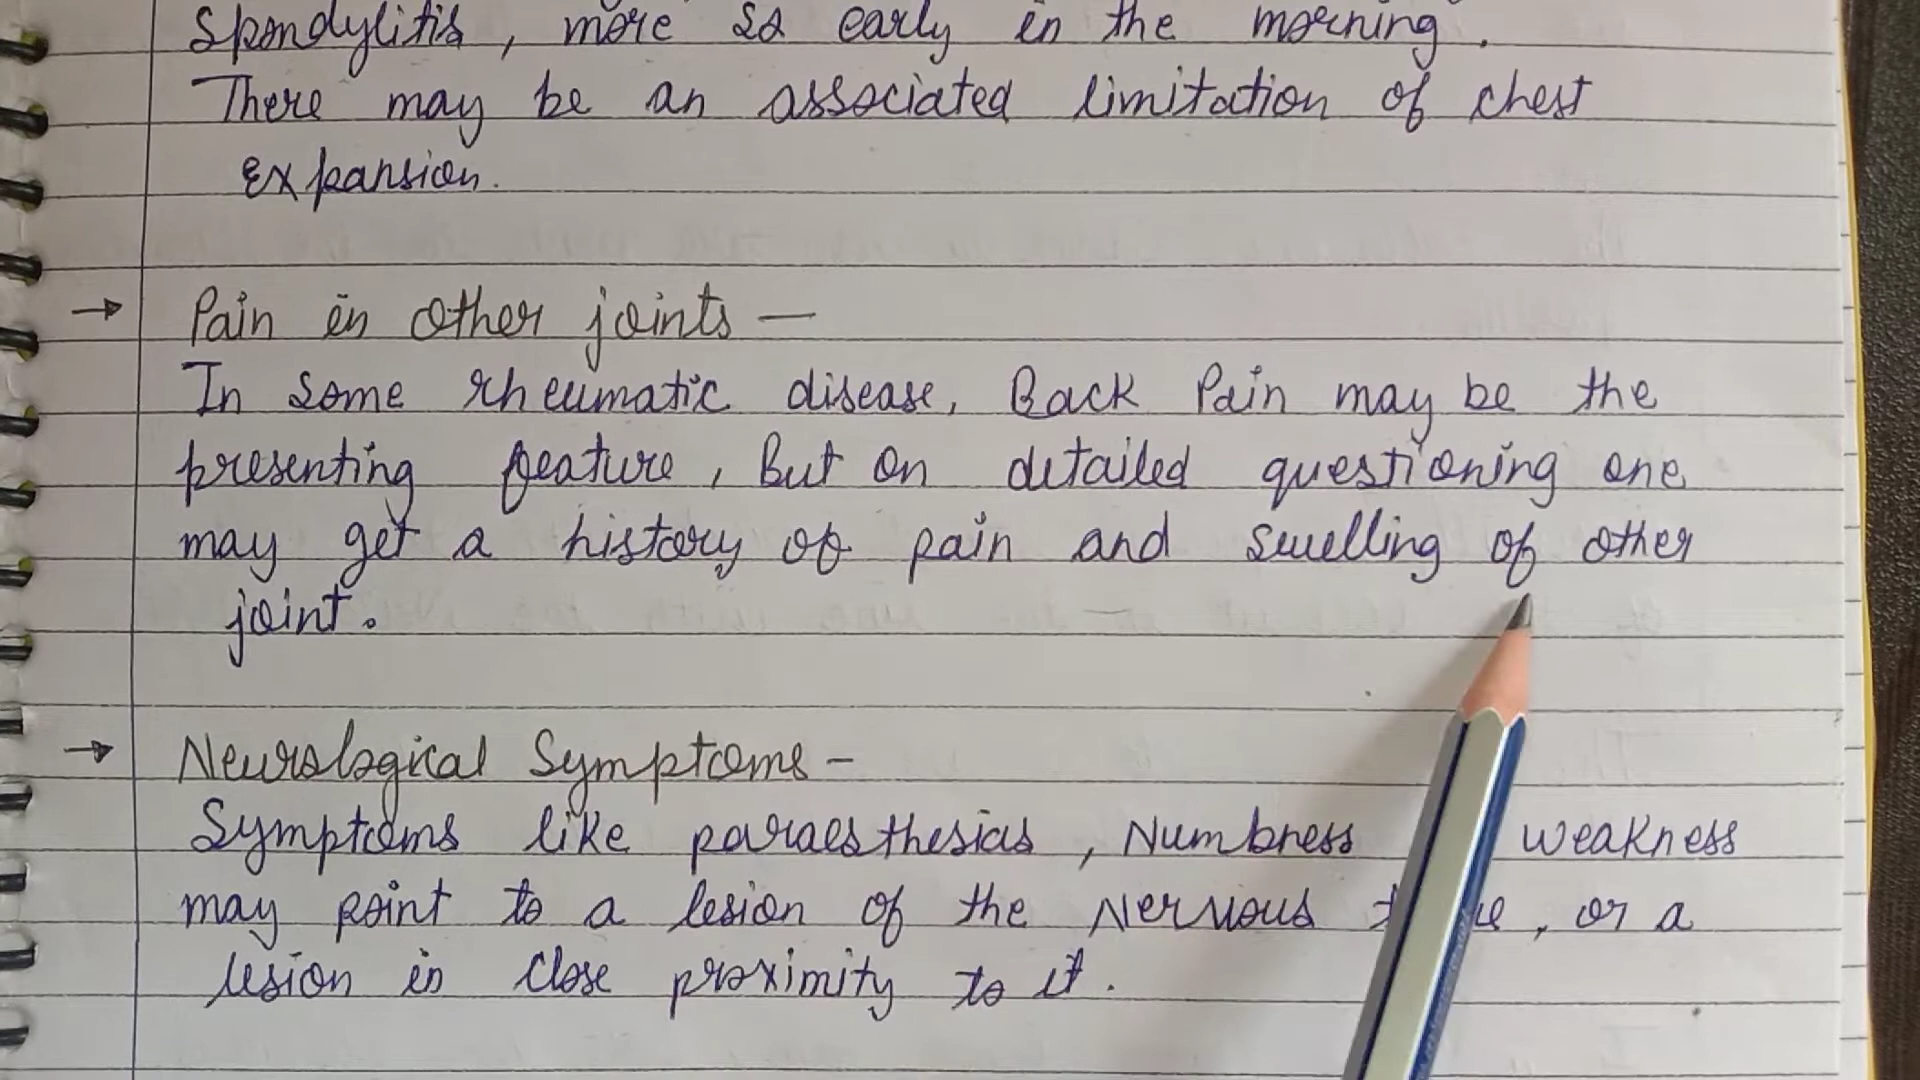 Spondylitis, more so early in the morning.
There may be an associated limitation of chest
expansion.
→ Pain in other joints —
In some rheumatic disease, Back Pain may be the
presenting feature, But on detailed questioning one
may get a history of pain and swelling of other
joint.
→ Neurological Symptoms -
Symptoms like paraesthesias, Numbness weakness
may point to a lesion of the Nervous, or a
lesion in close proximity to it.